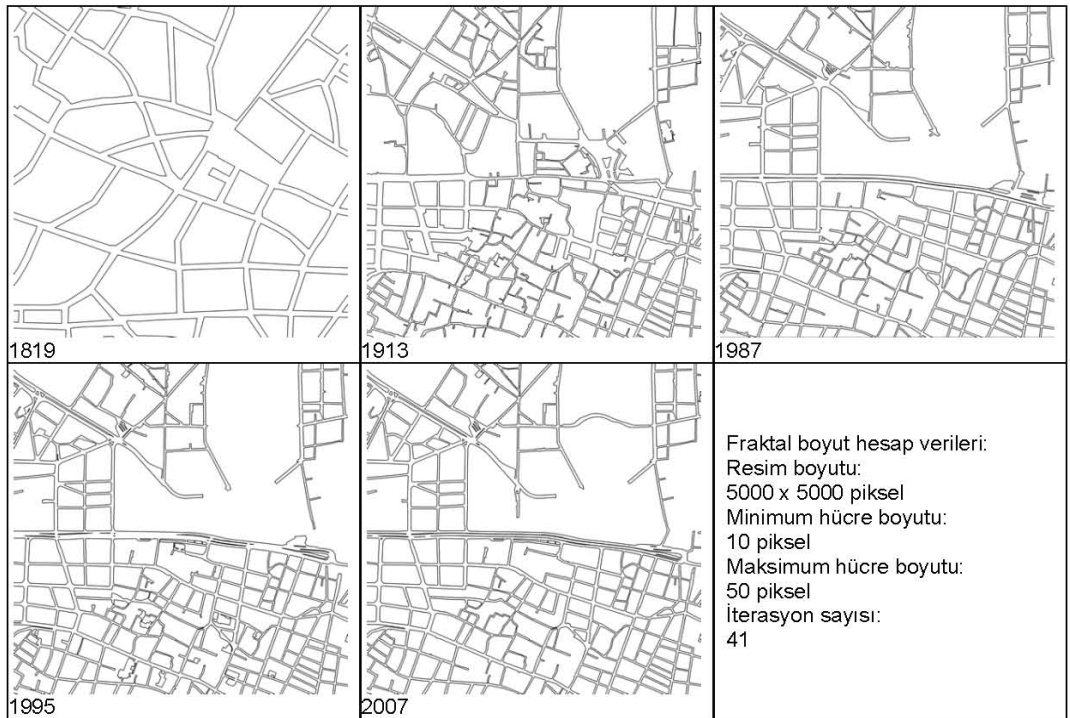 1819
1913
1987
1995
2007
Fraktal boyut hesap verileri:
Resim boyutu:
5000 x 5000 piksel
Minimum hücre boyutu:
10 piksel
Maksimum hücre boyutu:
50 piksel
İterasyon sayısı:
41